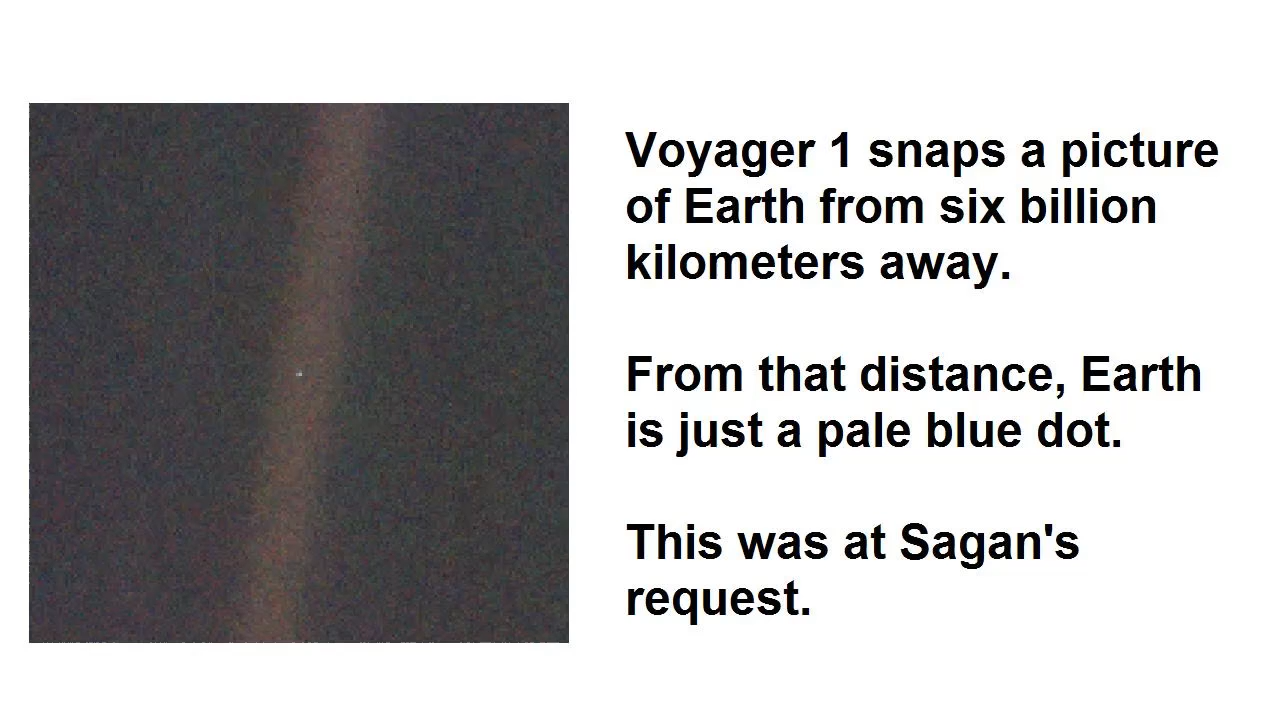 Voyager 1 snaps a picture
of Earth from six billion
kilometers away.
From that distance, Earth
is just a pale blue dot.
This was at Sagan's
request.